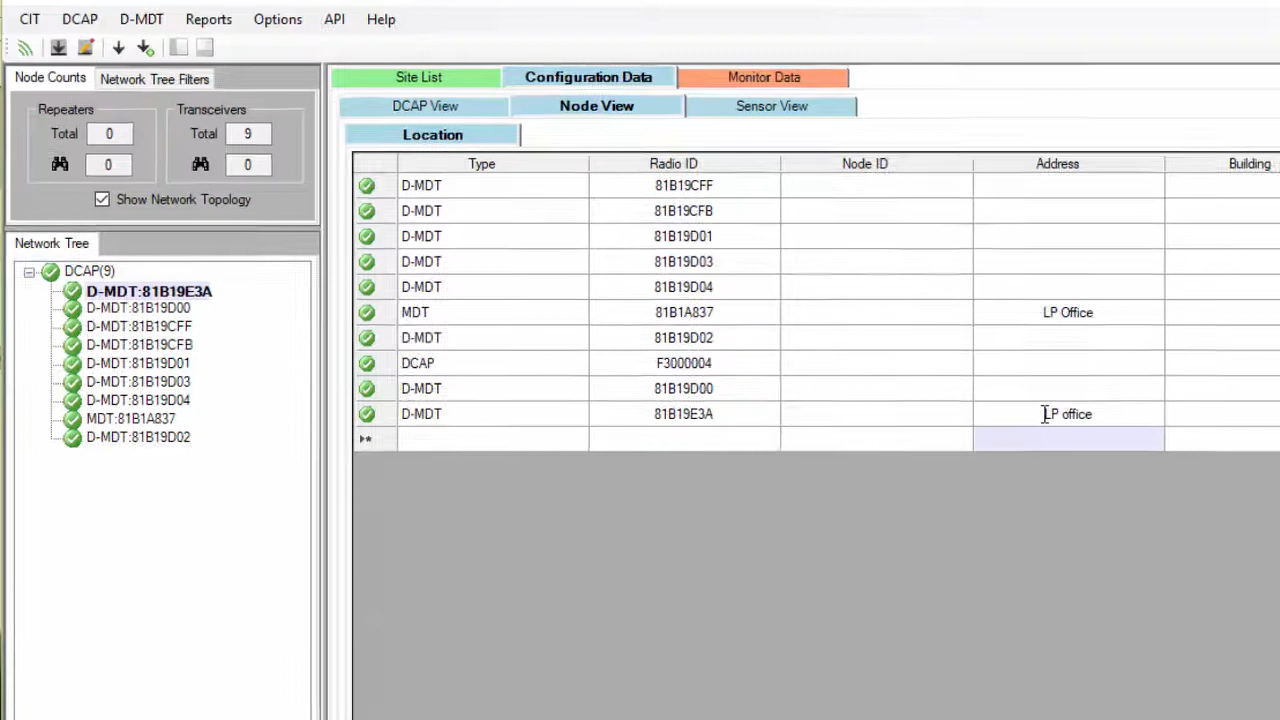 CIT DCAP D-MDT Reports Options API Help
Node Counts Network Tree Filters
Repeaters Transceivers
Total 0 Total 9
0 0
Show Network Topology
Network Tree
DCAP(9)
D-MDT:81B19E3A
D-MDT:81B19D00
D-MDT:81B19CFF
D-MDT:81B19CFB
D-MDT:81B19D01
D-MDT:81B19D03
D-MDT:81B19D04
MDT:81B1A837
D-MDT:81B19D02
Site List Configuration Data Monitor Data
DCAP View Node View Sensor View
Location
Type Radio ID Node ID Address Building
D-MDT 81B19CFF
D-MDT 81B19CFB
D-MDT 81B19D01
D-MDT 81B19D03
D-MDT 81B19D04
MDT 81B1A837 LP Office
D-MDT 81B19D02
DCAP F3000004
D-MDT 81B19D00
D-MDT 81B19E3A LP office